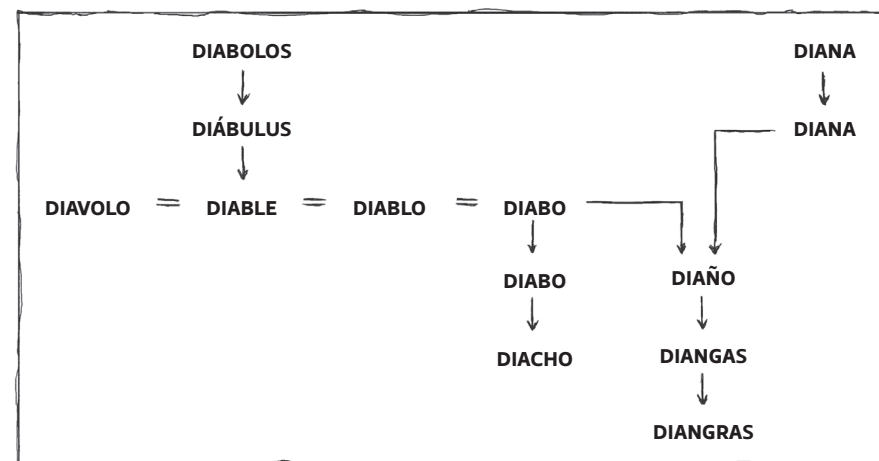 DIABOLOS DIANA
DIÁBULUS DIANA
DIAVOLO = DIABLE = DIABLO = DIABO
DIABO DIAÑO
DIACHO DIANGAS
DIANGRAS